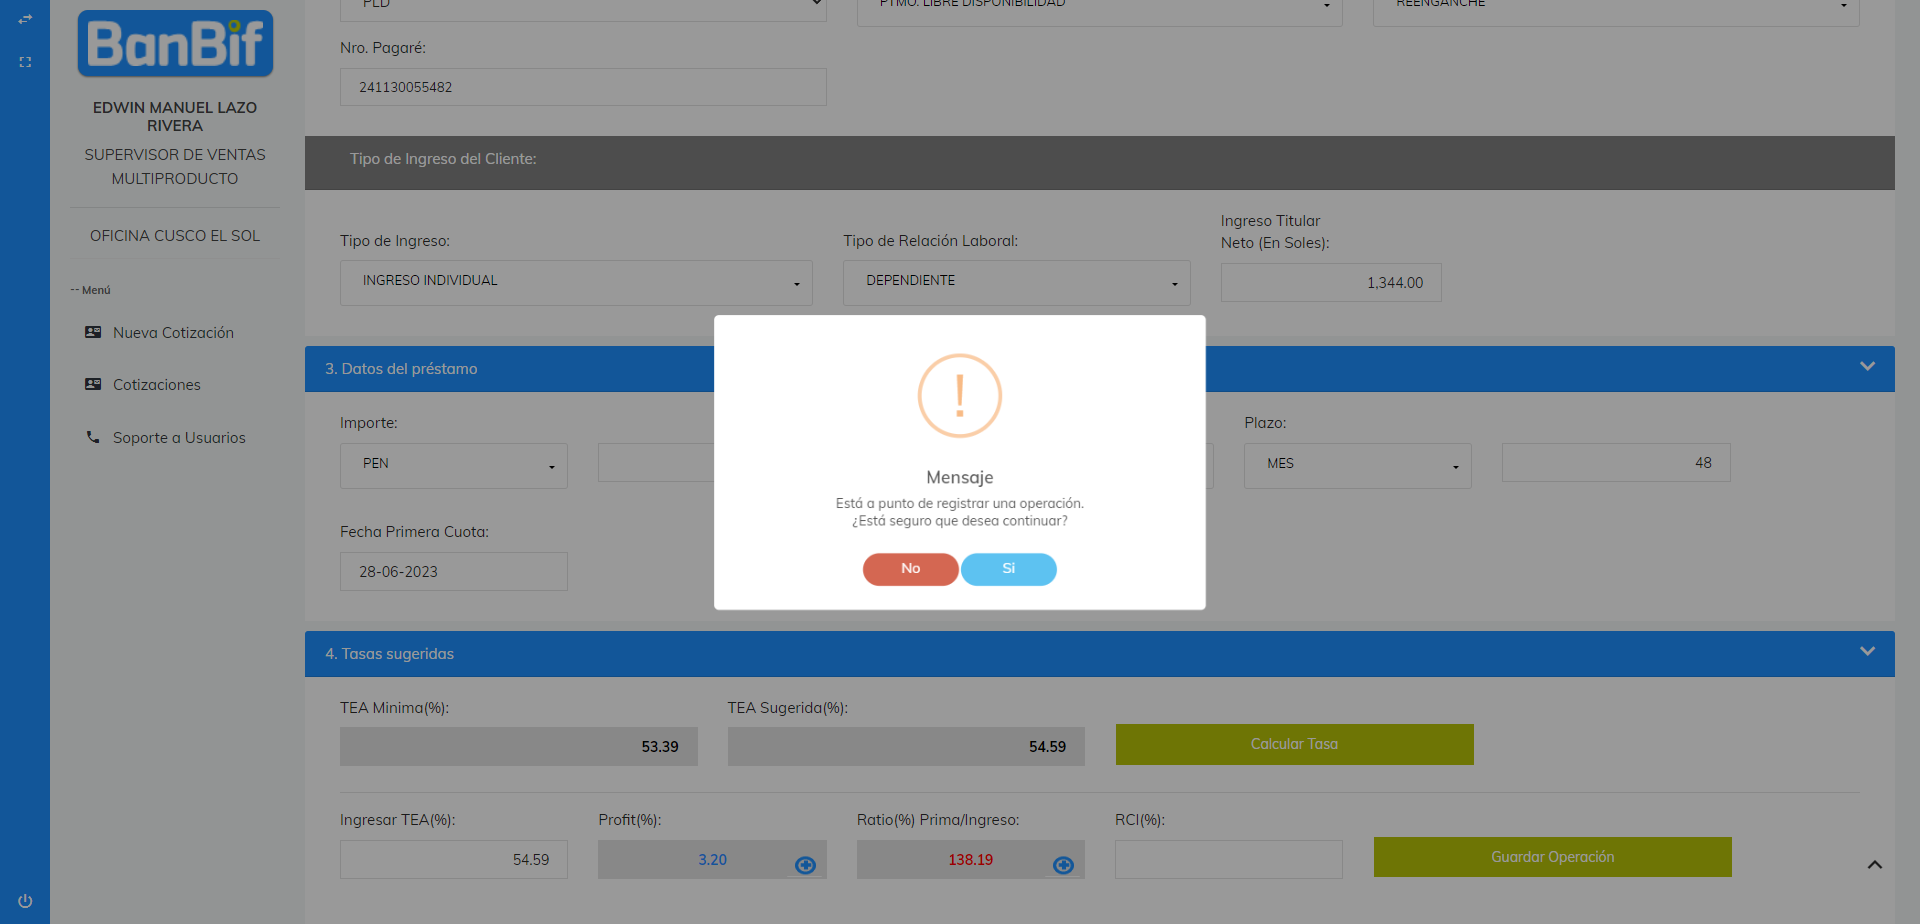 BanBif
EDWIN MANUEL LAZO
RIVERA
SUPERVISOR DE VENTAS
MULTIPRODUCTO
OFICINA CUSCO EL SOL
-- Menú
Nueva Cotización
Cotizaciones
Soporte a Usuarios
PLD
PTMO. LIBRE DISPONIBILIDAD
REENGANCHE
Nro. Pagaré:
241130055482
Tipo de Ingreso del Cliente:
Tipo de Ingreso:
INGRESO INDIVIDUAL
Tipo de Relación Laboral:
DEPENDIENTE
Ingreso Titular
Neto (En Soles):
1,344.00
3. Datos del préstamo
Importe:
PEN
Plazo:
MES
48
Fecha Primera Cuota:
28-06-2023
Mensaje
Está a punto de registrar una operación.
¿Está seguro que desea continuar?
No
Si
4. Tasas sugeridas
TEA Minima(%):
53.39
TEA Sugerida(%):
54.59
Calcular Tasa
Ingresar TEA(%):
54.59
Profit(%):
3.20
Ratio(%) Prima/Ingreso:
138.19
RCI(%):
Guardar Operación